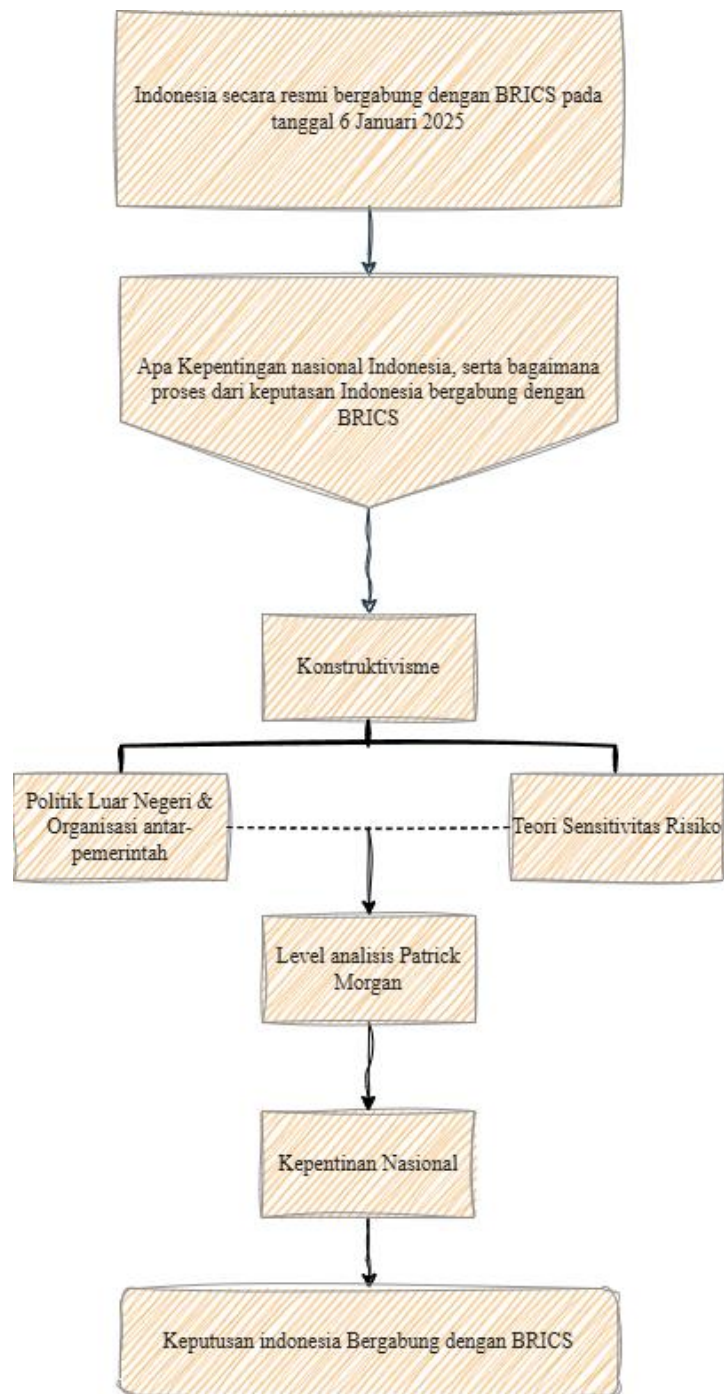 Indonesia secara resmi bergabung dengan BRICS pada
tanggal 6 Januari 2025
Apa Kepentingan nasional Indonesia, serta bagaimana
proses dari keputasan Indonesia bergabung dengan
BRICS
Konstruktivisme
Politik Luar Negeri &
Organisasi antar-
pemerintah
Teori Sensitivitas Risiko
Level analisis Patrick
Morgan
Kepentinan Nasional
Keputusan indonesia Bergabung dengan BRICS